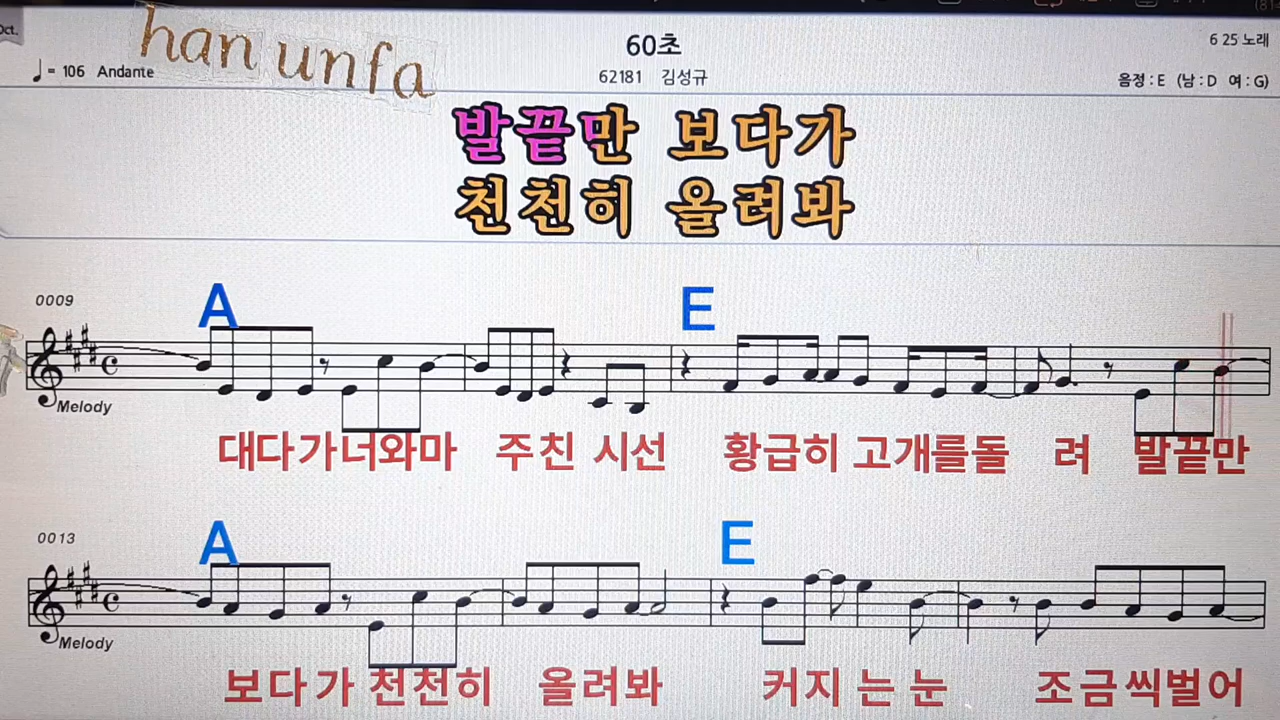 Oct.
han unfa
60초
6 25 노래
♩= 106 Andante
62181 김성규
음정 : E (남 : D 여 : G)
발끝만 보다가
천천히 올려봐
0009
A E
Melody
대다가너와마 주친 시선 황급히 고개를돌 려 발끝만
0013
A E
Melody
보다가 천천히 올려봐 커지는 눈 조금씩벌어